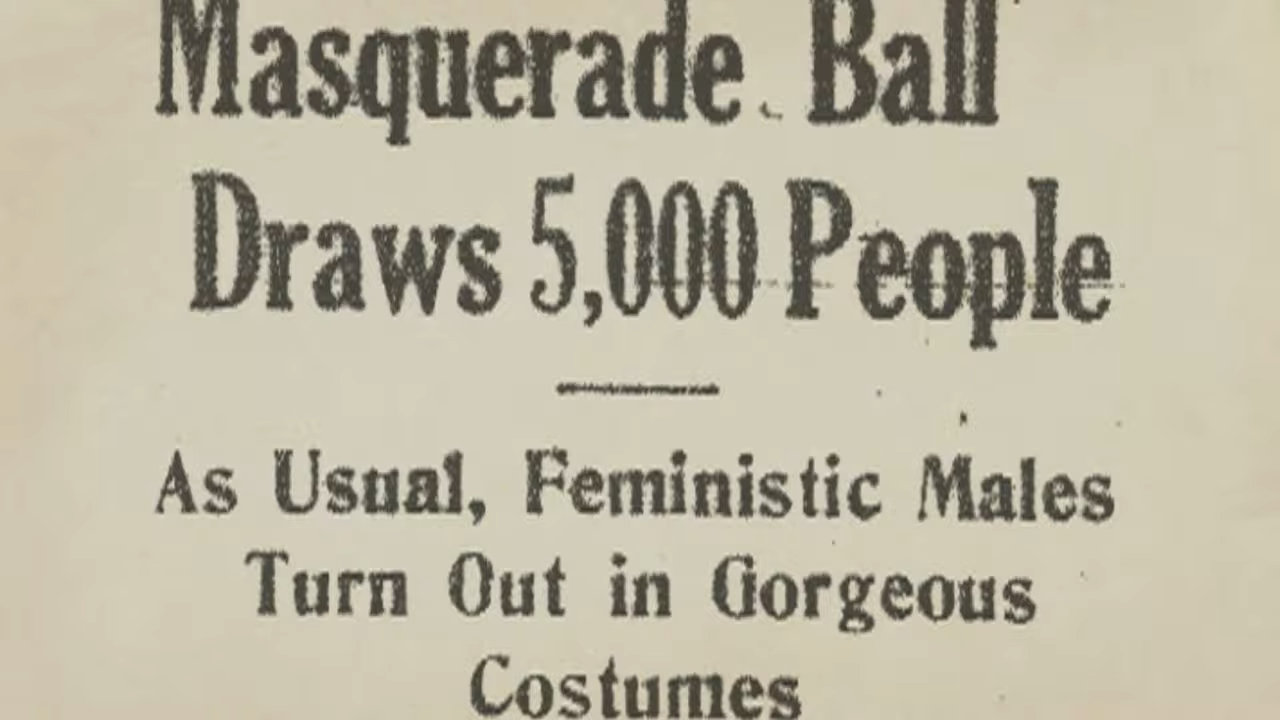 Masquerade Ball
Draws 5,000 People
As Usual, Feministic Males
Turn Out in Gorgeous
Costumes